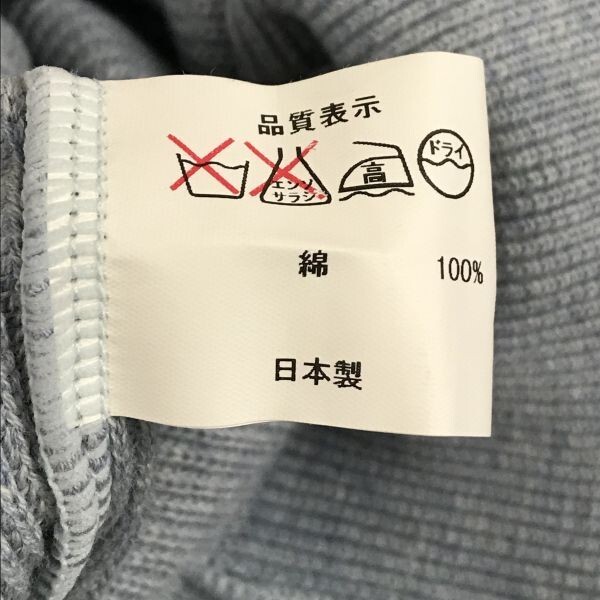 品質表示
エンソ
サラシ
高
ドライ
綿 100%
日本製